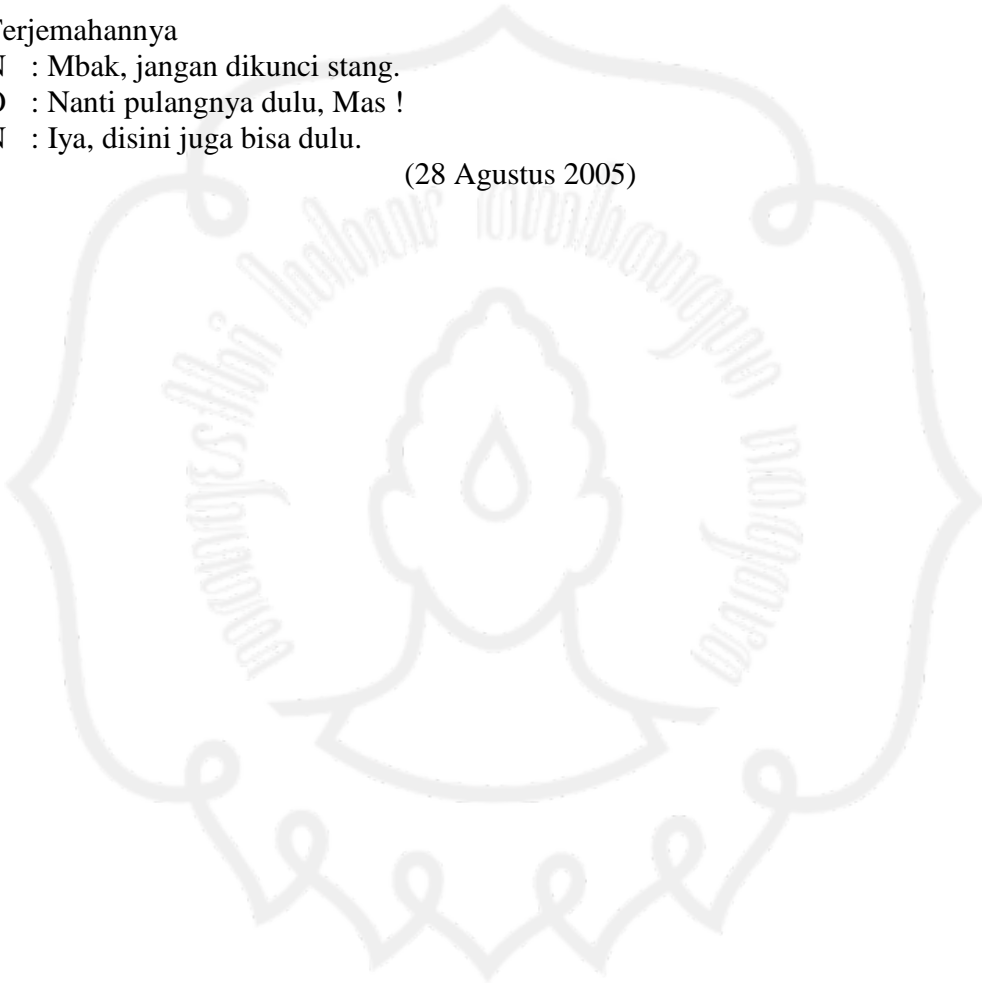 Terjemahannya
N : Mbak, jangan dikunci stang.
: Nanti pulangnya dulu, Mas !
N : Iya, disini juga bisa dulu.
(28 Agustus 2005)